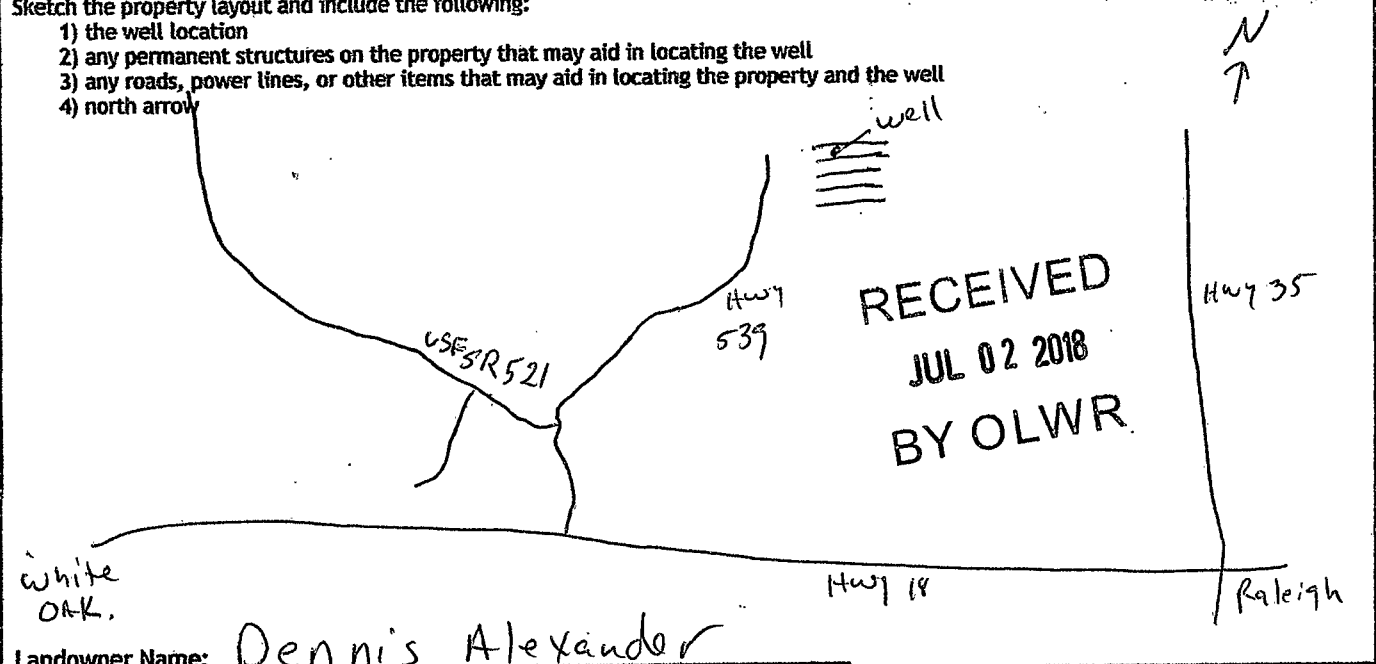 Sketch the property layout and include the following:
1) the well location
2) any permanent structures on the property that may aid in locating the well
3) any roads, power lines, or other items that may aid in locating the property and the well
4) north arrow
N
well
Hwy
539
USFSR 521
Hwy 35
RECEIVED
JUL 02 2018
BY OLWR
White
OAK.
Hwy 18
Raleigh
Landowner Name: Dennis Alexander